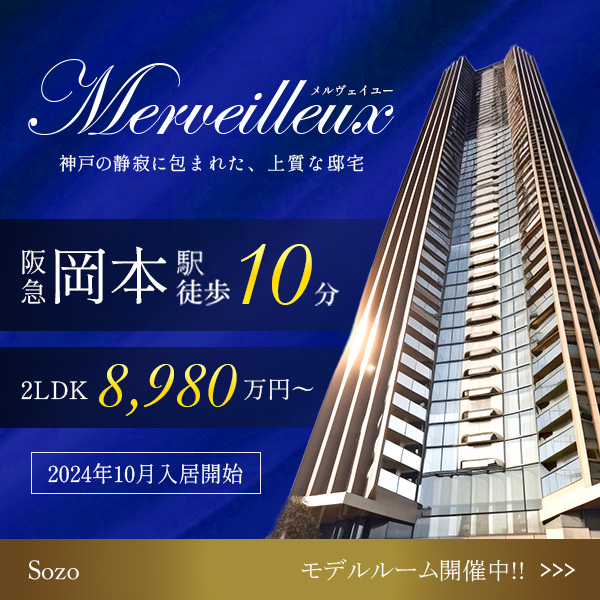 メルヴェイユー
Merveilleux
神戸の静寂に包まれた、上質な邸宅
阪急岡本駅徒歩10分
2LDK 8,980万円〜
2024年10月入居開始
Sozo モデルルーム開催中!! >>>